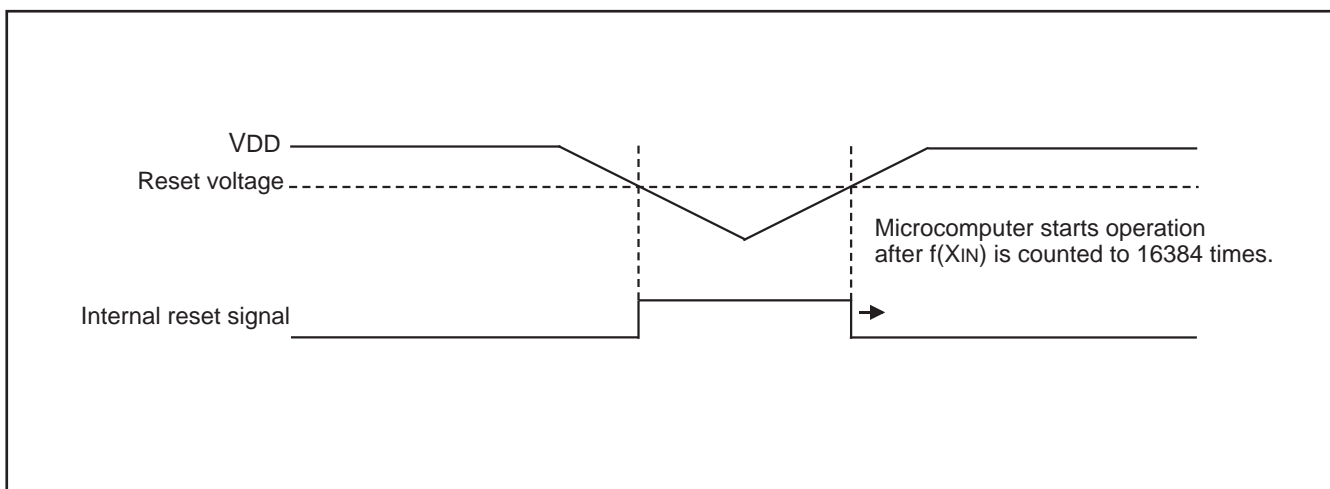 VDD
Reset voltage
Microcomputer starts operation
after f(XIN) is counted to 16384 times.
Internal reset signal